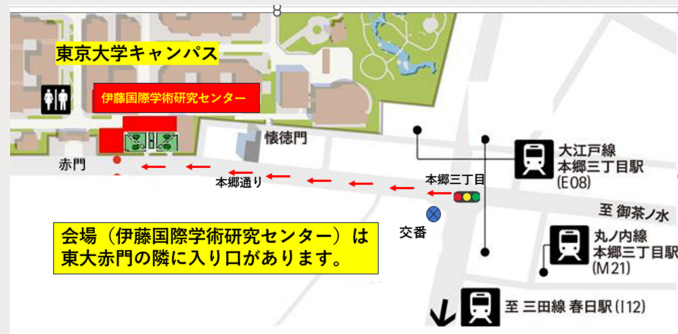 東京大学キャンパス
伊藤国際学術研究センター
懐徳門
赤門
本郷通り
本郷三丁目
交番
大江戸線
本郷三丁目駅
(E08)
至 御茶ノ水
丸ノ内線
本郷三丁目駅
(M21)
至 三田線 春日駅(I12)
会場（伊藤国際学術研究センター）は
東大赤門の隣に入り口があります。